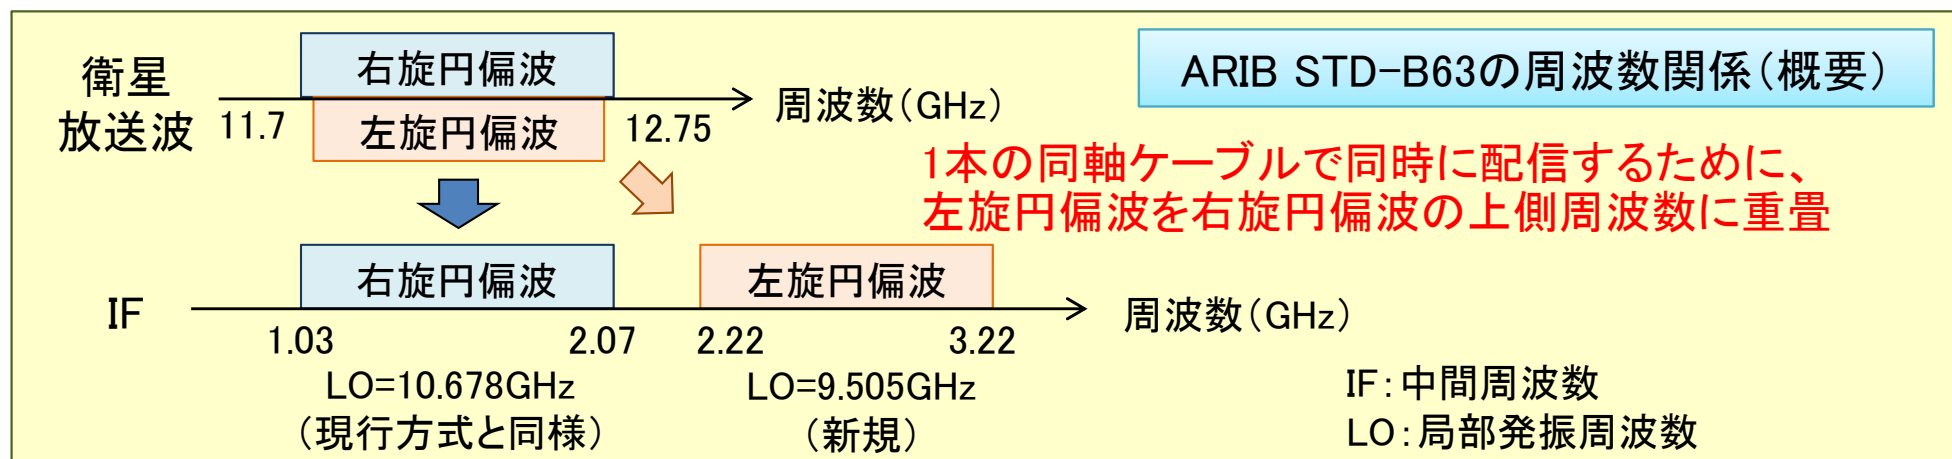 ARIB STD-B63の周波数関係(概要)
衛星
放送波
右旋円偏波
左旋円偏波
11.7
12.75
周波数(GHz)
1本の同軸ケーブルで同時に配信するために、
左旋円偏波を右旋円偏波の上側周波数に重畳
IF
右旋円偏波
左旋円偏波
周波数(GHz)
1.03
2.07
2.22
3.22
LO=10.678GHz
(現行方式と同様)
LO=9.505GHz
(新規)
IF:中間周波数
LO:局部発振周波数